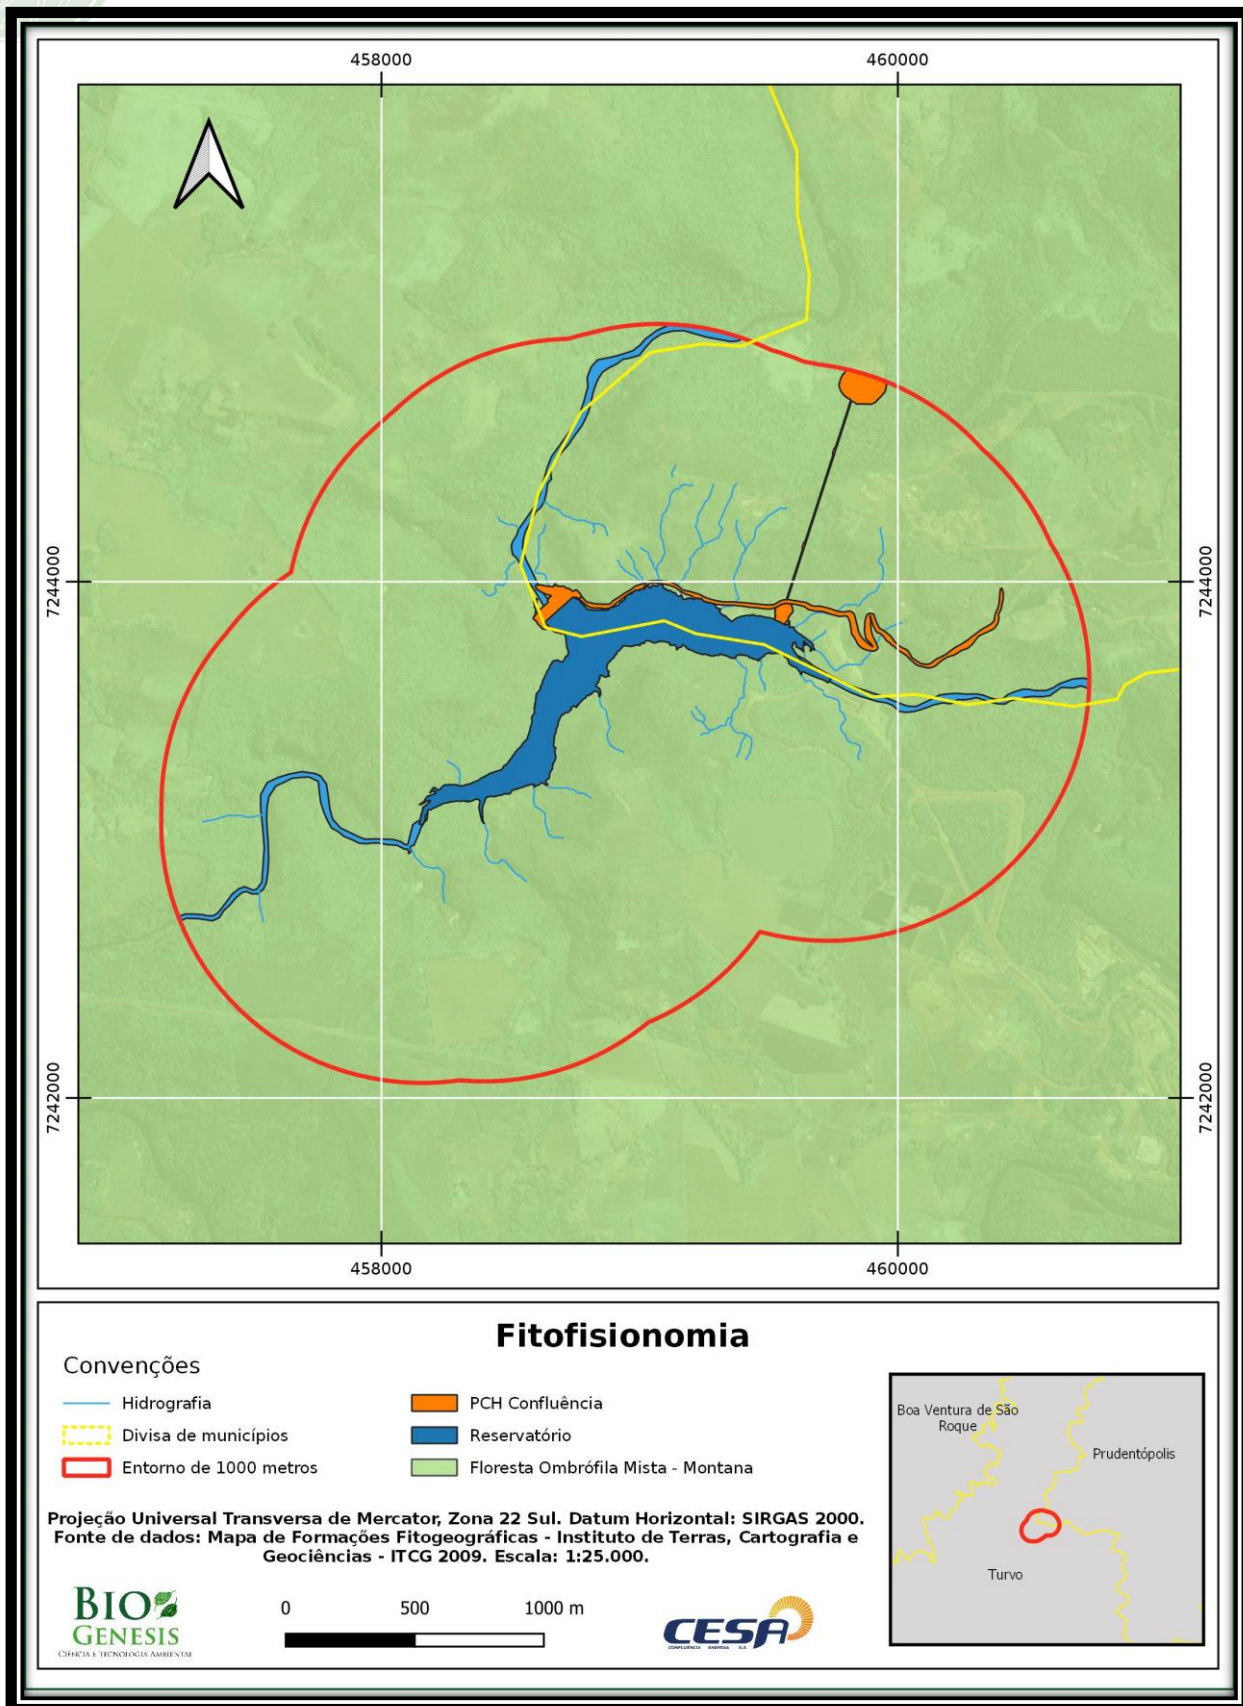 458000
460000
7244000
7244000
7242000
7242000
458000
460000
Fitofisionomia
Convenções
Hidrografia
Divisa de municípios
Entorno de 1000 metros
PCH Confluência
Reservatório
Floresta Ombrófila Mista - Montana
Projeção Universal Transversa de Mercator, Zona 22 Sul. Datum Horizontal: SIRGAS 2000.
Fonte de dados: Mapa de Formações Fitogeográficas - Instituto de Terras, Cartografia e
Geociências - ITCG 2009. Escala: 1:25.000.
BIO
GENESIS
CIÊNCIA E TECNOLOGIA AMBIENTAL
0
500
1000 m
CESA
CONFLUÊNCIA ENERGIA S.A.
Boa Ventura de São
Roque
Prudentópolis
Turvo